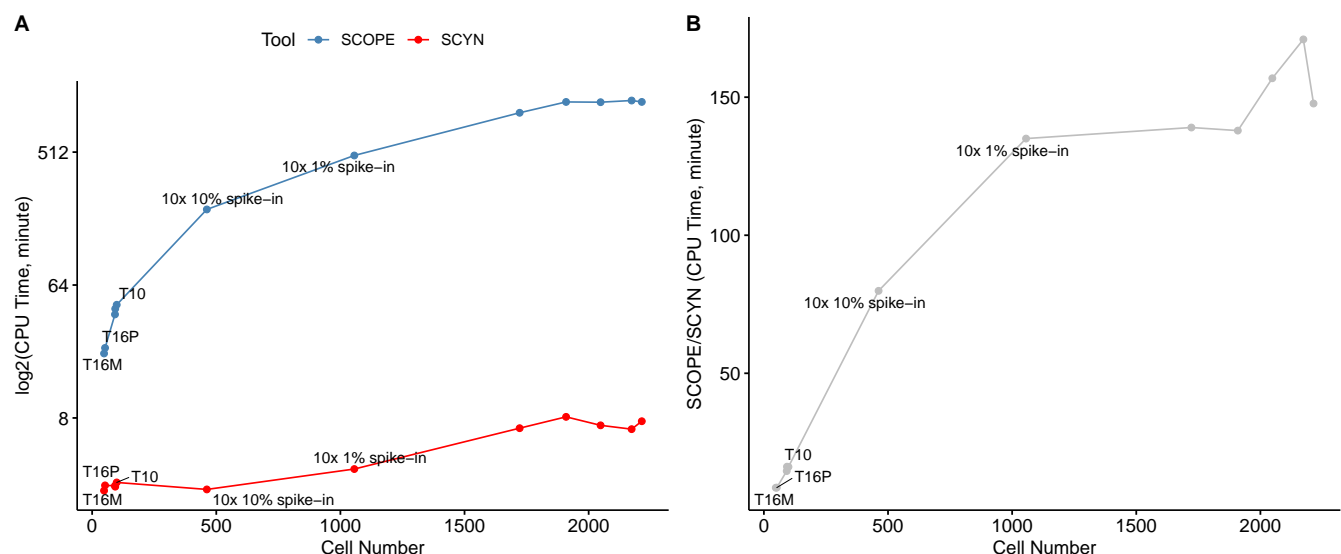 A
Tool SCOPE SCYN
log2(CPU Time, minute)
512
64
8
10x 1% spike−in
10x 10% spike−in
T10
T16P
T16M
10x 1% spike−in
T16P
T10
T16M
10x 10% spike−in
0 500 1000 1500 2000
Cell Number
B
SCOPE/SCYN (CPU Time, minute)
150
100
50
10x 1% spike−in
10x 10% spike−in
T10
T16P
T16M
0 500 1000 1500 2000
Cell Number